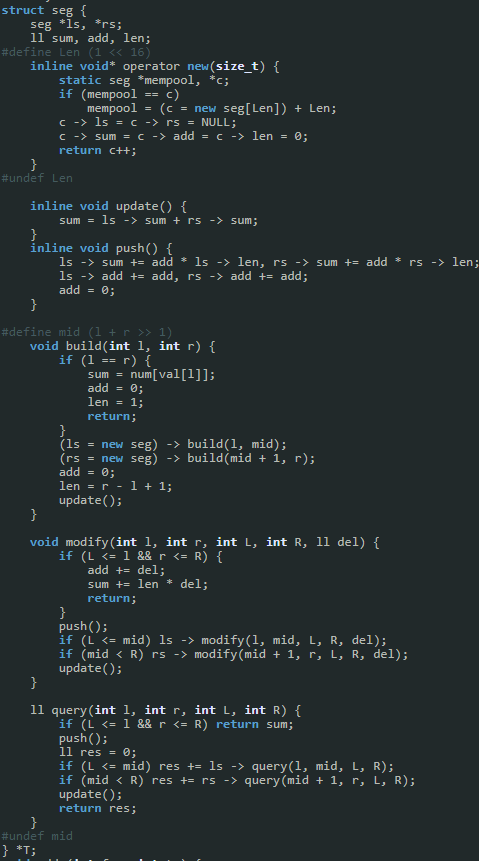 struct seg {
    seg *ls, *rs;
    ll sum, add, len;
#define Len (1 << 16)
    inline void* operator new(size_t) {
        static seg *mempool, *c;
        if (mempool == c)
            mempool = (c = new seg[Len]) + Len;
        c -> ls = c -> rs = NULL;
        c -> sum = c -> add = c -> len = 0;
        return c++;
    }
#undef Len

    inline void update() {
        sum = ls -> sum + rs -> sum;
    }
    inline void push() {
        ls -> sum += add * ls -> len, rs -> sum += add * rs -> len;
        ls -> add += add, rs -> add += add;
        add = 0;
    }

#define mid (l + r >> 1)
    void build(int l, int r) {
        if (l == r) {
            sum = num[val[l]];
            add = 0;
            len = 1;
            return;
        }
        (ls = new seg) -> build(l, mid);
        (rs = new seg) -> build(mid + 1, r);
        add = 0;
        len = r - l + 1;
        update();
    }

    void modify(int l, int r, int L, int R, ll del) {
        if (L <= l && r <= R) {
            add += del;
            sum += len * del;
            return;
        }
        push();
        if (L <= mid) ls -> modify(l, mid, L, R, del);
        if (mid < R) rs -> modify(mid + 1, r, L, R, del);
        update();
    }

    ll query(int l, int r, int L, int R) {
        if (L <= l && r <= R) return sum;
        push();
        ll res = 0;
        if (L <= mid) res += ls -> query(l, mid, L, R);
        if (mid < R) res += rs -> query(mid + 1, r, L, R);
        update();
        return res;
    }
#undef mid
} *T;